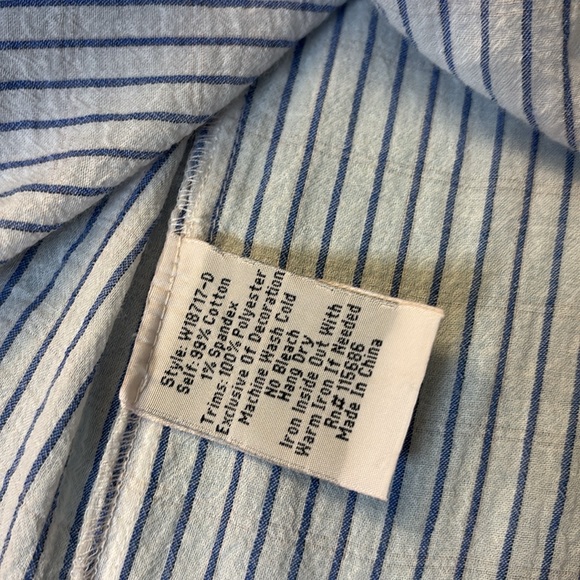 Style: W18717-D
Self: 99% Cotton
1% Spandex
Trims: 100% Polyester
Exclusive Of Decoration
Machine Wash Cold
No Bleach
Hang Dry
Iron Inside Out With
Warm Iron If Needed
Rn# 115686
Made In China